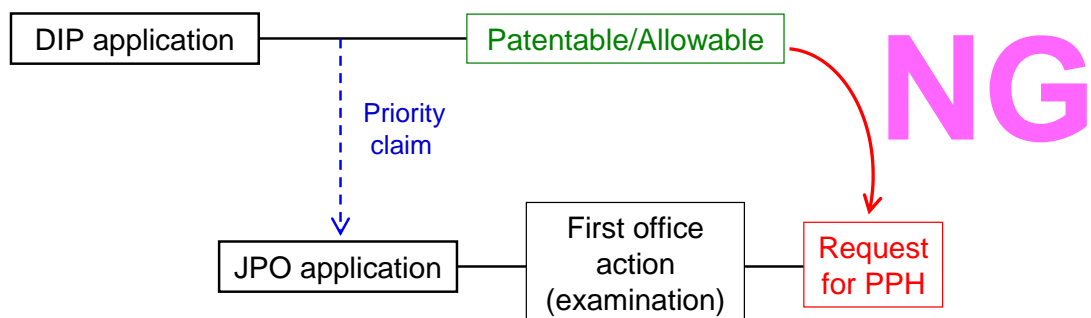 DIP application
Patentable/Allowable
NG
Priority
claim
JPO application
First office
action
(examination)
Request
for PPH